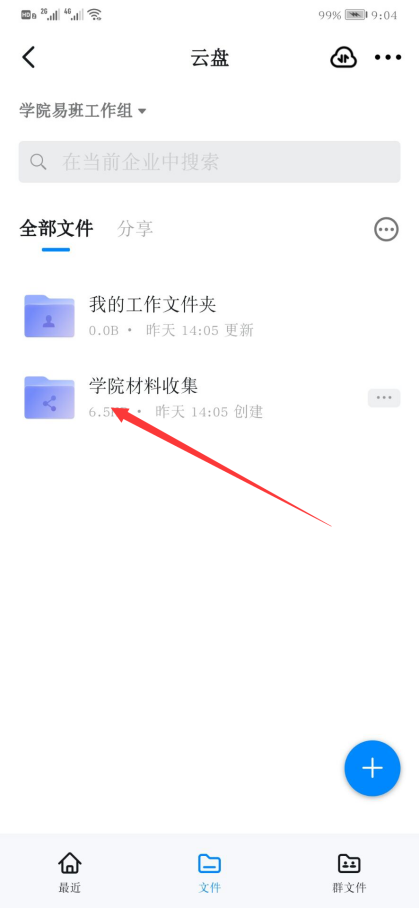 99% 9:04
云盘
学院易班工作组
在当前企业中搜索
全部文件 分享
我的工作文件夹
0.0B · 昨天 14:05 更新
学院材料收集
6.5 · 昨天 14:05 创建
最近 文件 群文件